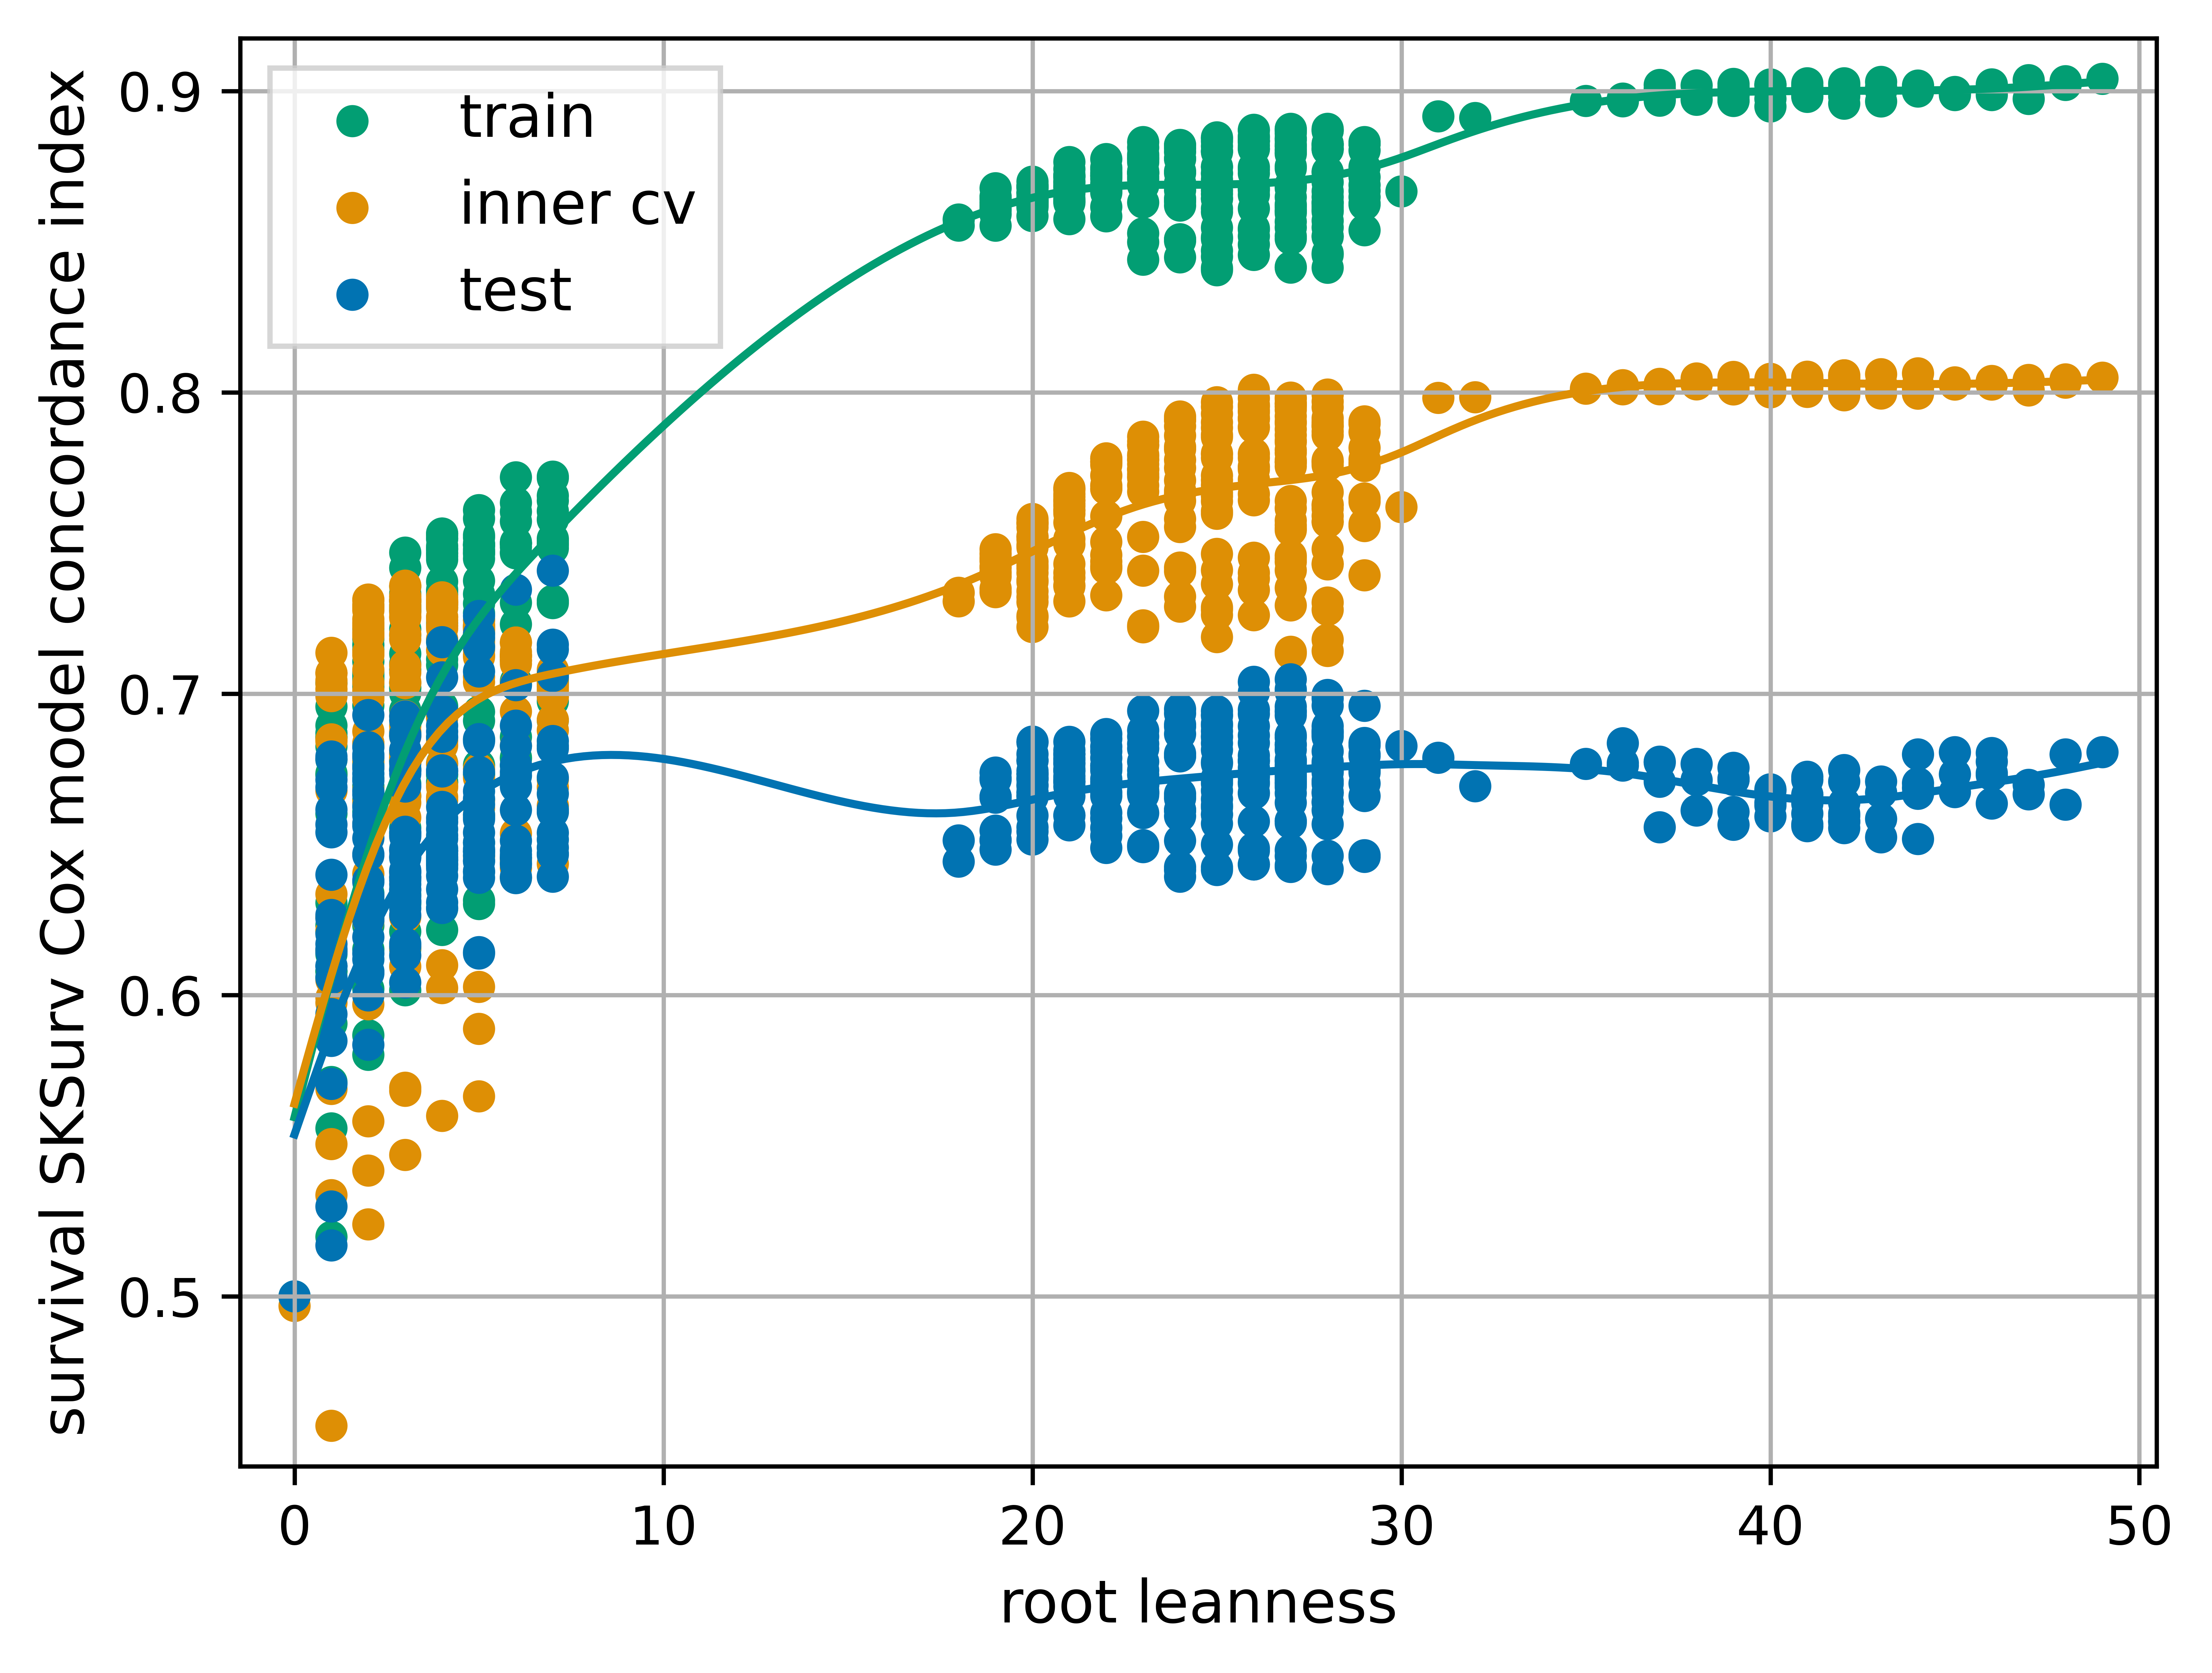 survival SKSurv Cox model concordance index
0.9
0.8
0.7
0.6
0.5
train
inner cv
test
0 10 20 30 40 50
root leanness